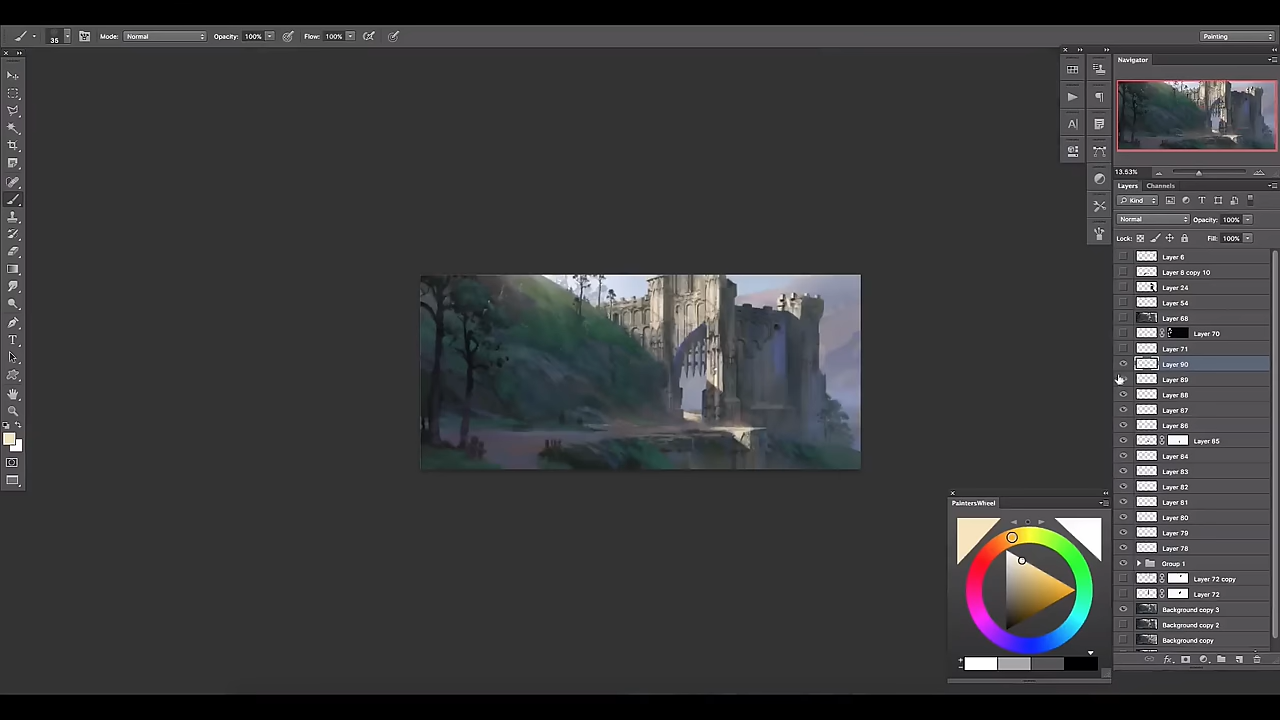 35 Mode: Normal Opacity: 100% Flow: 100% Painting
Navigator
13.53%
Layers Channels
Kind
Normal Opacity: 100%
Lock: Fill: 100%
Layer 6
Layer 8 copy 10
Layer 24
Layer 54
Layer 68
Layer 70
Layer 71
Layer 90
Layer 89
Layer 88
Layer 87
Layer 86
Layer 85
Layer 84
Layer 83
Layer 82
Layer 81
Layer 80
Layer 79
Layer 78
Group 1
Layer 72 copy
Layer 72
Background copy 3
Background copy 2
Background copy
PaintersWheel